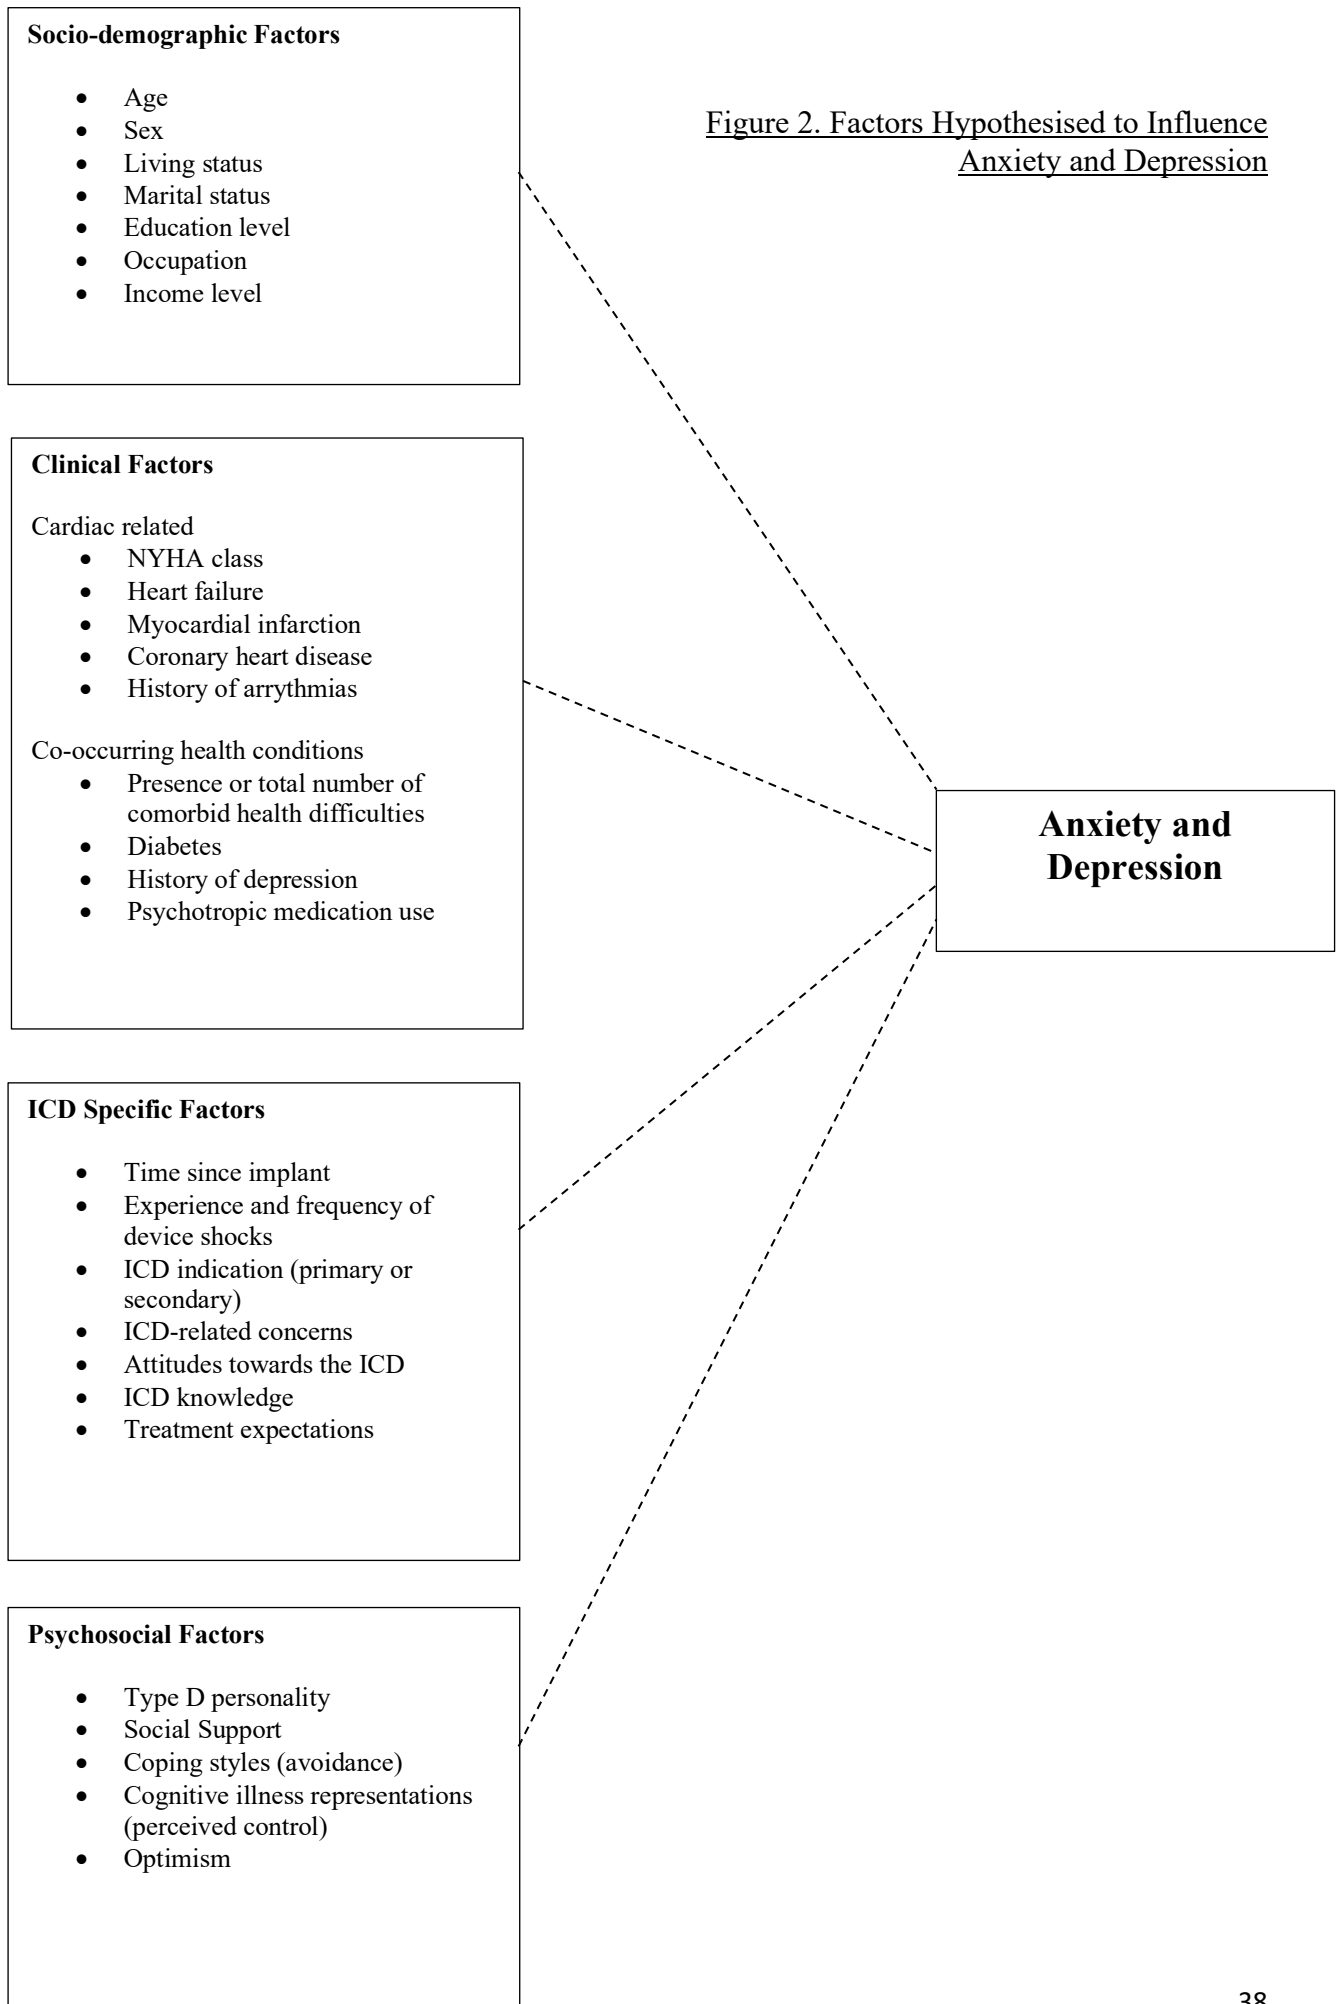 Socio-demographic Factors
• Age
• Sex
• Living status
• Marital status
• Education level
• Occupation
• Income level
Figure 2. Factors Hypothesised to Influence
Anxiety and Depression
Clinical Factors
Cardiac related
• NYHA class
• Heart failure
• Myocardial infarction
• Coronary heart disease
• History of arrythmias
Co-occurring health conditions
• Presence or total number of
comorbid health difficulties
• Diabetes
• History of depression
• Psychotropic medication use
Anxiety and
Depression
ICD Specific Factors
• Time since implant
• Experience and frequency of
device shocks
• ICD indication (primary or
secondary)
• ICD-related concerns
• Attitudes towards the ICD
• ICD knowledge
• Treatment expectations
Psychosocial Factors
• Type D personality
• Social Support
• Coping styles (avoidance)
• Cognitive illness representations
(perceived control)
• Optimism
38